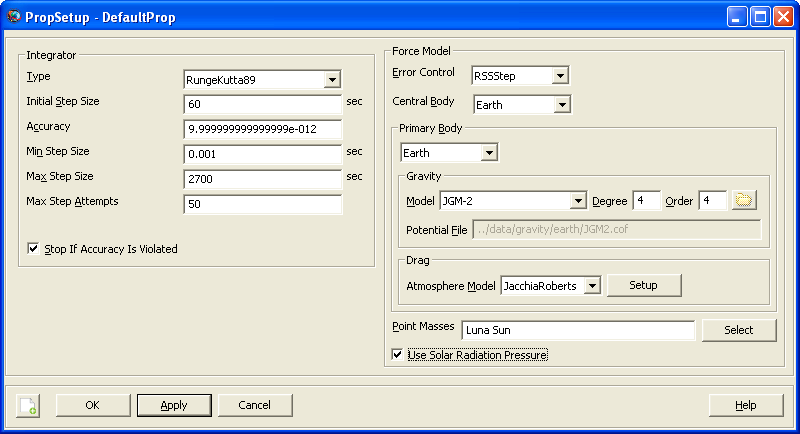 PropSetup - DefaultProp
Integrator
Type RungeKutta89
Initial Step Size 60 sec
Accuracy 9.999999999999999e-012
Min Step Size 0.001 sec
Max Step Size 2700 sec
Max Step Attempts 50
Stop If Accuracy Is Violated
Force Model
Error Control RSSStep
Central Body Earth
Primary Body
Earth
Gravity
Model JGM-2 Degree 4 Order 4
Potential File ../data/gravity/earth/JGM2.cof
Drag
Atmosphere Model JacchiaRoberts Setup
Point Masses Luna Sun Select
Use Solar Radiation Pressure
OK Apply Cancel Help